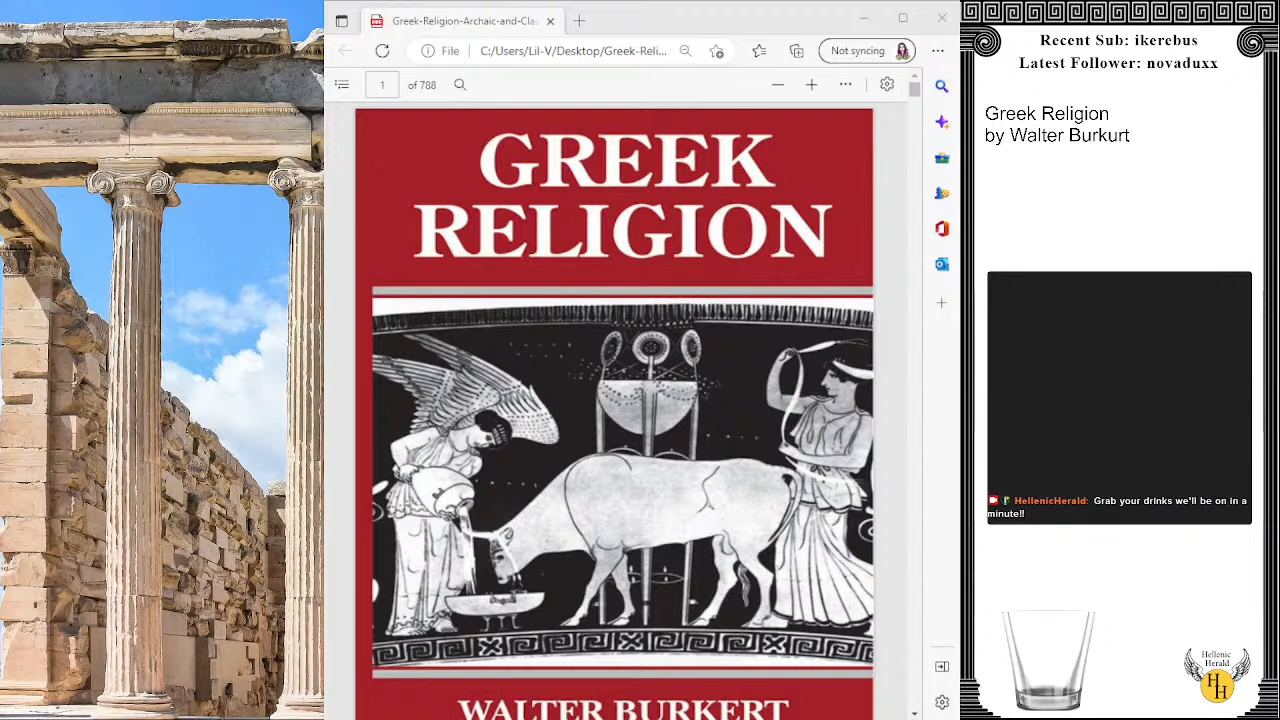 Greek-Religion-Archaic-and-Cla
File
C:/Users/Lil-V/Desktop/Greek-Reli...
Not syncing
1
of 788
GREEK
RELIGION
WALTER BURKERT
Recent Sub: ikerebus
Latest Follower: novaduxx
Greek Religion
by Walter Burkurt
HellenicHerald: Grab your drinks we'll be on in a
minute!!
Hellenic
Herald
HH